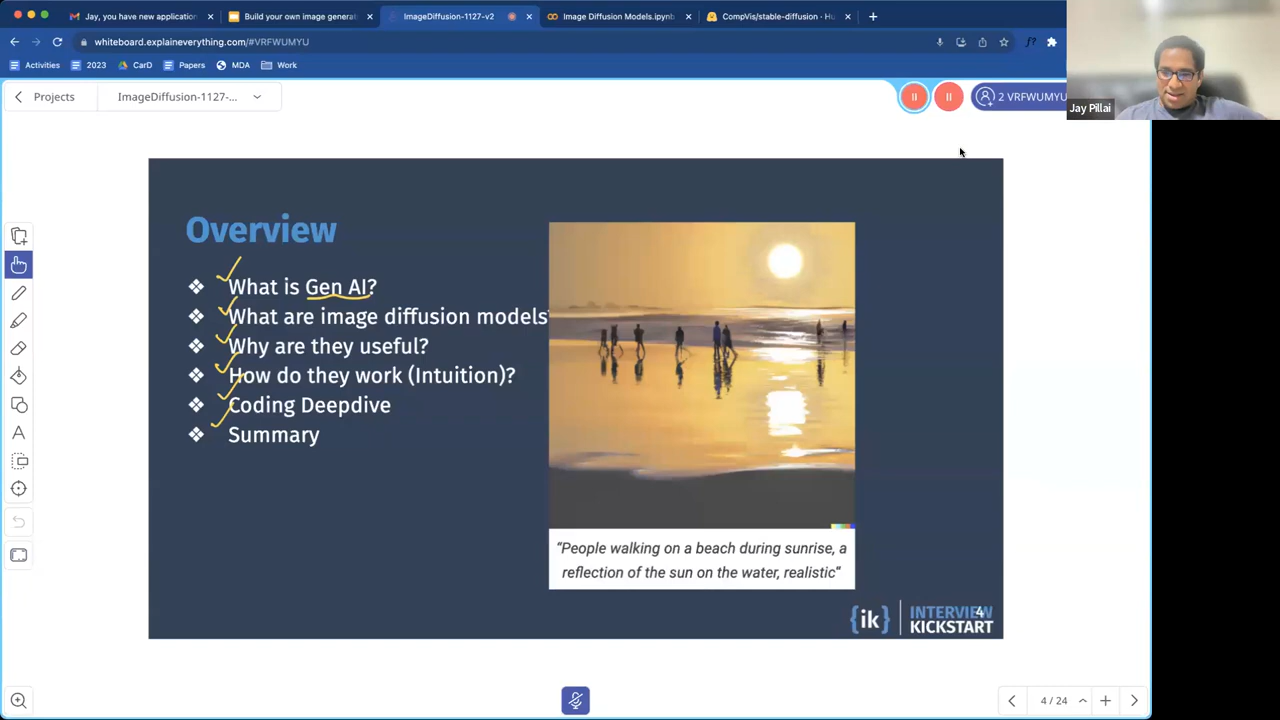 Jay, you have new application
Build your own image generat
ImageDiffusion-1127-v2
Image Diffusion Models.ipynb
CompVis/stable-diffusion · Hu
whiteboard.explaineverything.com/#VRFWUMYU
Activities
2023
CarD
Papers
MDA
Work
Projects
ImageDiffusion-1127-...
2 VRFWUMYU
Jay Pillai
Overview
❖ What is Gen AI?
❖ What are image diffusion models?
❖ Why are they useful?
❖ How do they work (Intuition)?
❖ Coding Deepdive
❖ Summary
“People walking on a beach during sunrise, a
reflection of the sun on the water, realistic“
{ik} INTERVIEW
KICKSTART
4
4 / 24